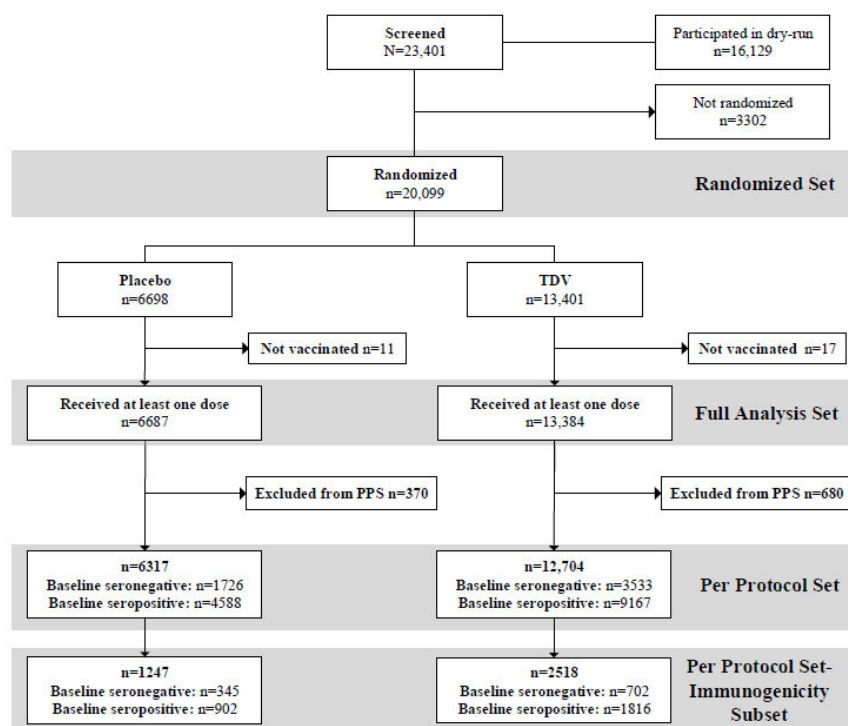 Screened
N=23,401
Participated in dry-run
n=16,129
Not randomized
n=3302
Randomized
n=20,099
Randomized Set
Placebo
n=6698
TDV
n=13,401
Not vaccinated n=11
Not vaccinated n=17
Received at least one dose
n=6687
Received at least one dose
n=13,384
Full Analysis Set
Excluded from PPS n=370
Excluded from PPS n=680
n=6317
Baseline seronegative: n=1726
Baseline seropositive: n=4588
n=12,704
Baseline seronegative: n=3533
Baseline seropositive: n=9167
Per Protocol Set
n=1247
Baseline seronegative: n=345
Baseline seropositive: n=902
n=2518
Baseline seronegative: n=702
Baseline seropositive: n=1816
Per Protocol Set-
Immunogenicity
Subset